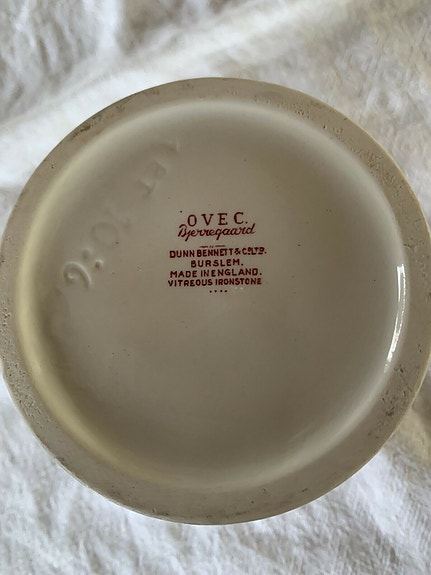 OVEC.
Bjerregaard
DUNN BENNETT & Cº. LTD.
BURSLEM.
MADE IN ENGLAND.
VITREOUS IRONSTONE